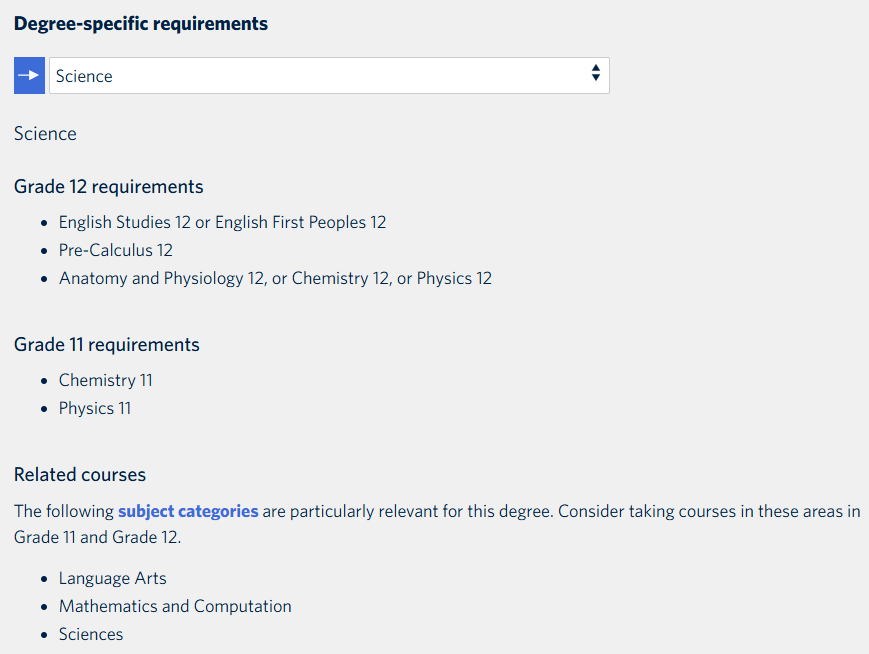 Degree-specific requirements
Science
Science
Grade 12 requirements
English Studies 12 or English First Peoples 12
Pre-Calculus 12
Anatomy and Physiology 12, or Chemistry 12, or Physics 12
Grade 11 requirements
Chemistry 11
Physics 11
Related courses
The following subject categories are particularly relevant for this degree. Consider taking courses in these areas in
Grade 11 and Grade 12.
Language Arts
Mathematics and Computation
Sciences